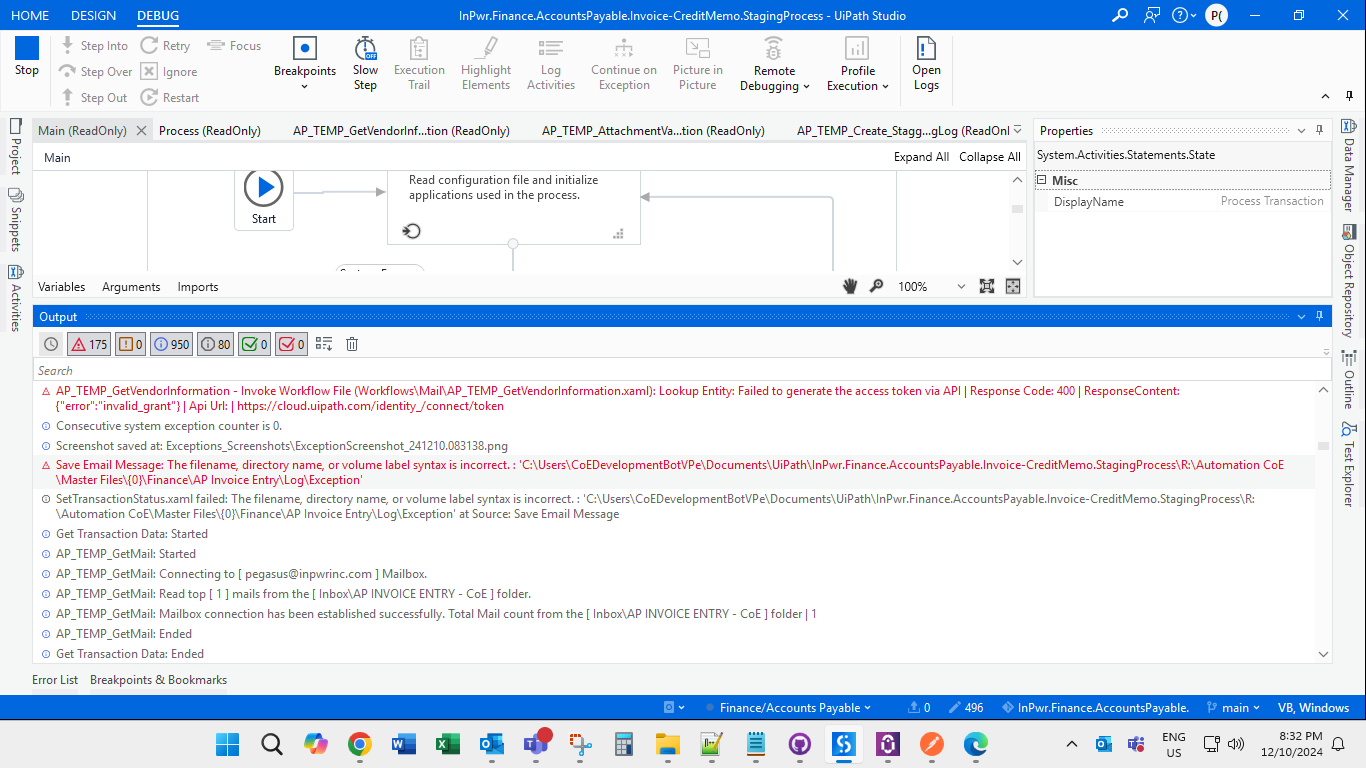 HOME DESIGN DEBUG InPwr.Finance.AccountsPayable.Invoice-CreditMemo.StagingProcess - UiPath Studio P(
Stop
Step Into
Step Over
Step Out
Retry
Ignore
Restart
Focus
Breakpoints
Slow
Step
OFF
Execution
Trail
Highlight
Elements
Log
Activities
Continue on
Exception
Picture in
Picture
Remote
Debugging
Profile
Execution
Open
Logs
Project
Snippets
Activities
Main (ReadOnly) Process (ReadOnly) AP_TEMP_GetVendorInf...tion (ReadOnly) AP_TEMP_AttachmentVa...tion (ReadOnly) AP_TEMP_Create_Stagg...gLog (ReadOnl
Main Expand All Collapse All
Start
Read configuration file and initialize
applications used in the process.
Variables Arguments Imports 100%
Properties
System.Activities.Statements.State
Misc
DisplayName Process Transaction
Data Manager
Object Repository
Outline
Test Explorer
Output
175 0 950 80 0 0
Search
AP_TEMP_GetVendorInformation - Invoke Workflow File (Workflows\Mail\AP_TEMP_GetVendorInformation.xaml): Lookup Entity: Failed to generate the access token via API | Response Code: 400 | ResponseContent:
{"error":"invalid_grant"} | Api Url: | https://cloud.uipath.com/identity_/connect/token
Consecutive system exception counter is 0.
Screenshot saved at: Exceptions_Screenshots\ExceptionScreenshot_241210.083138.png
Save Email Message: The filename, directory name, or volume label syntax is incorrect. : 'C:\Users\CoEDevelopmentBotVPe\Documents\UiPath\InPwr.Finance.AccountsPayable.Invoice-CreditMemo.StagingProcess\R:\Automation CoE
\Master Files\{0}\Finance\AP Invoice Entry\Log\Exception'
SetTransactionStatus.xaml failed: The filename, directory name, or volume label syntax is incorrect. : 'C:\Users\CoEDevelopmentBotVPe\Documents\UiPath\InPwr.Finance.AccountsPayable.Invoice-CreditMemo.StagingProcess\R:
\Automation CoE\Master Files\{0}\Finance\AP Invoice Entry\Log\Exception' at Source: Save Email Message
Get Transaction Data: Started
AP_TEMP_GetMail: Started
AP_TEMP_GetMail: Connecting to [ pegasus@inpwrinc.com ] Mailbox.
AP_TEMP_GetMail: Read top [ 1 ] mails from the [ Inbox\AP INVOICE ENTRY - CoE ] folder.
AP_TEMP_GetMail: Mailbox connection has been established successfully. Total Mail count from the [ Inbox\AP INVOICE ENTRY - CoE ] folder | 1
AP_TEMP_GetMail: Ended
Get Transaction Data: Ended
Error List Breakpoints & Bookmarks
Finance/Accounts Payable 0 496 InPwr.Finance.AccountsPayable. main VB, Windows
ENG
US
8:32 PM
12/10/2024